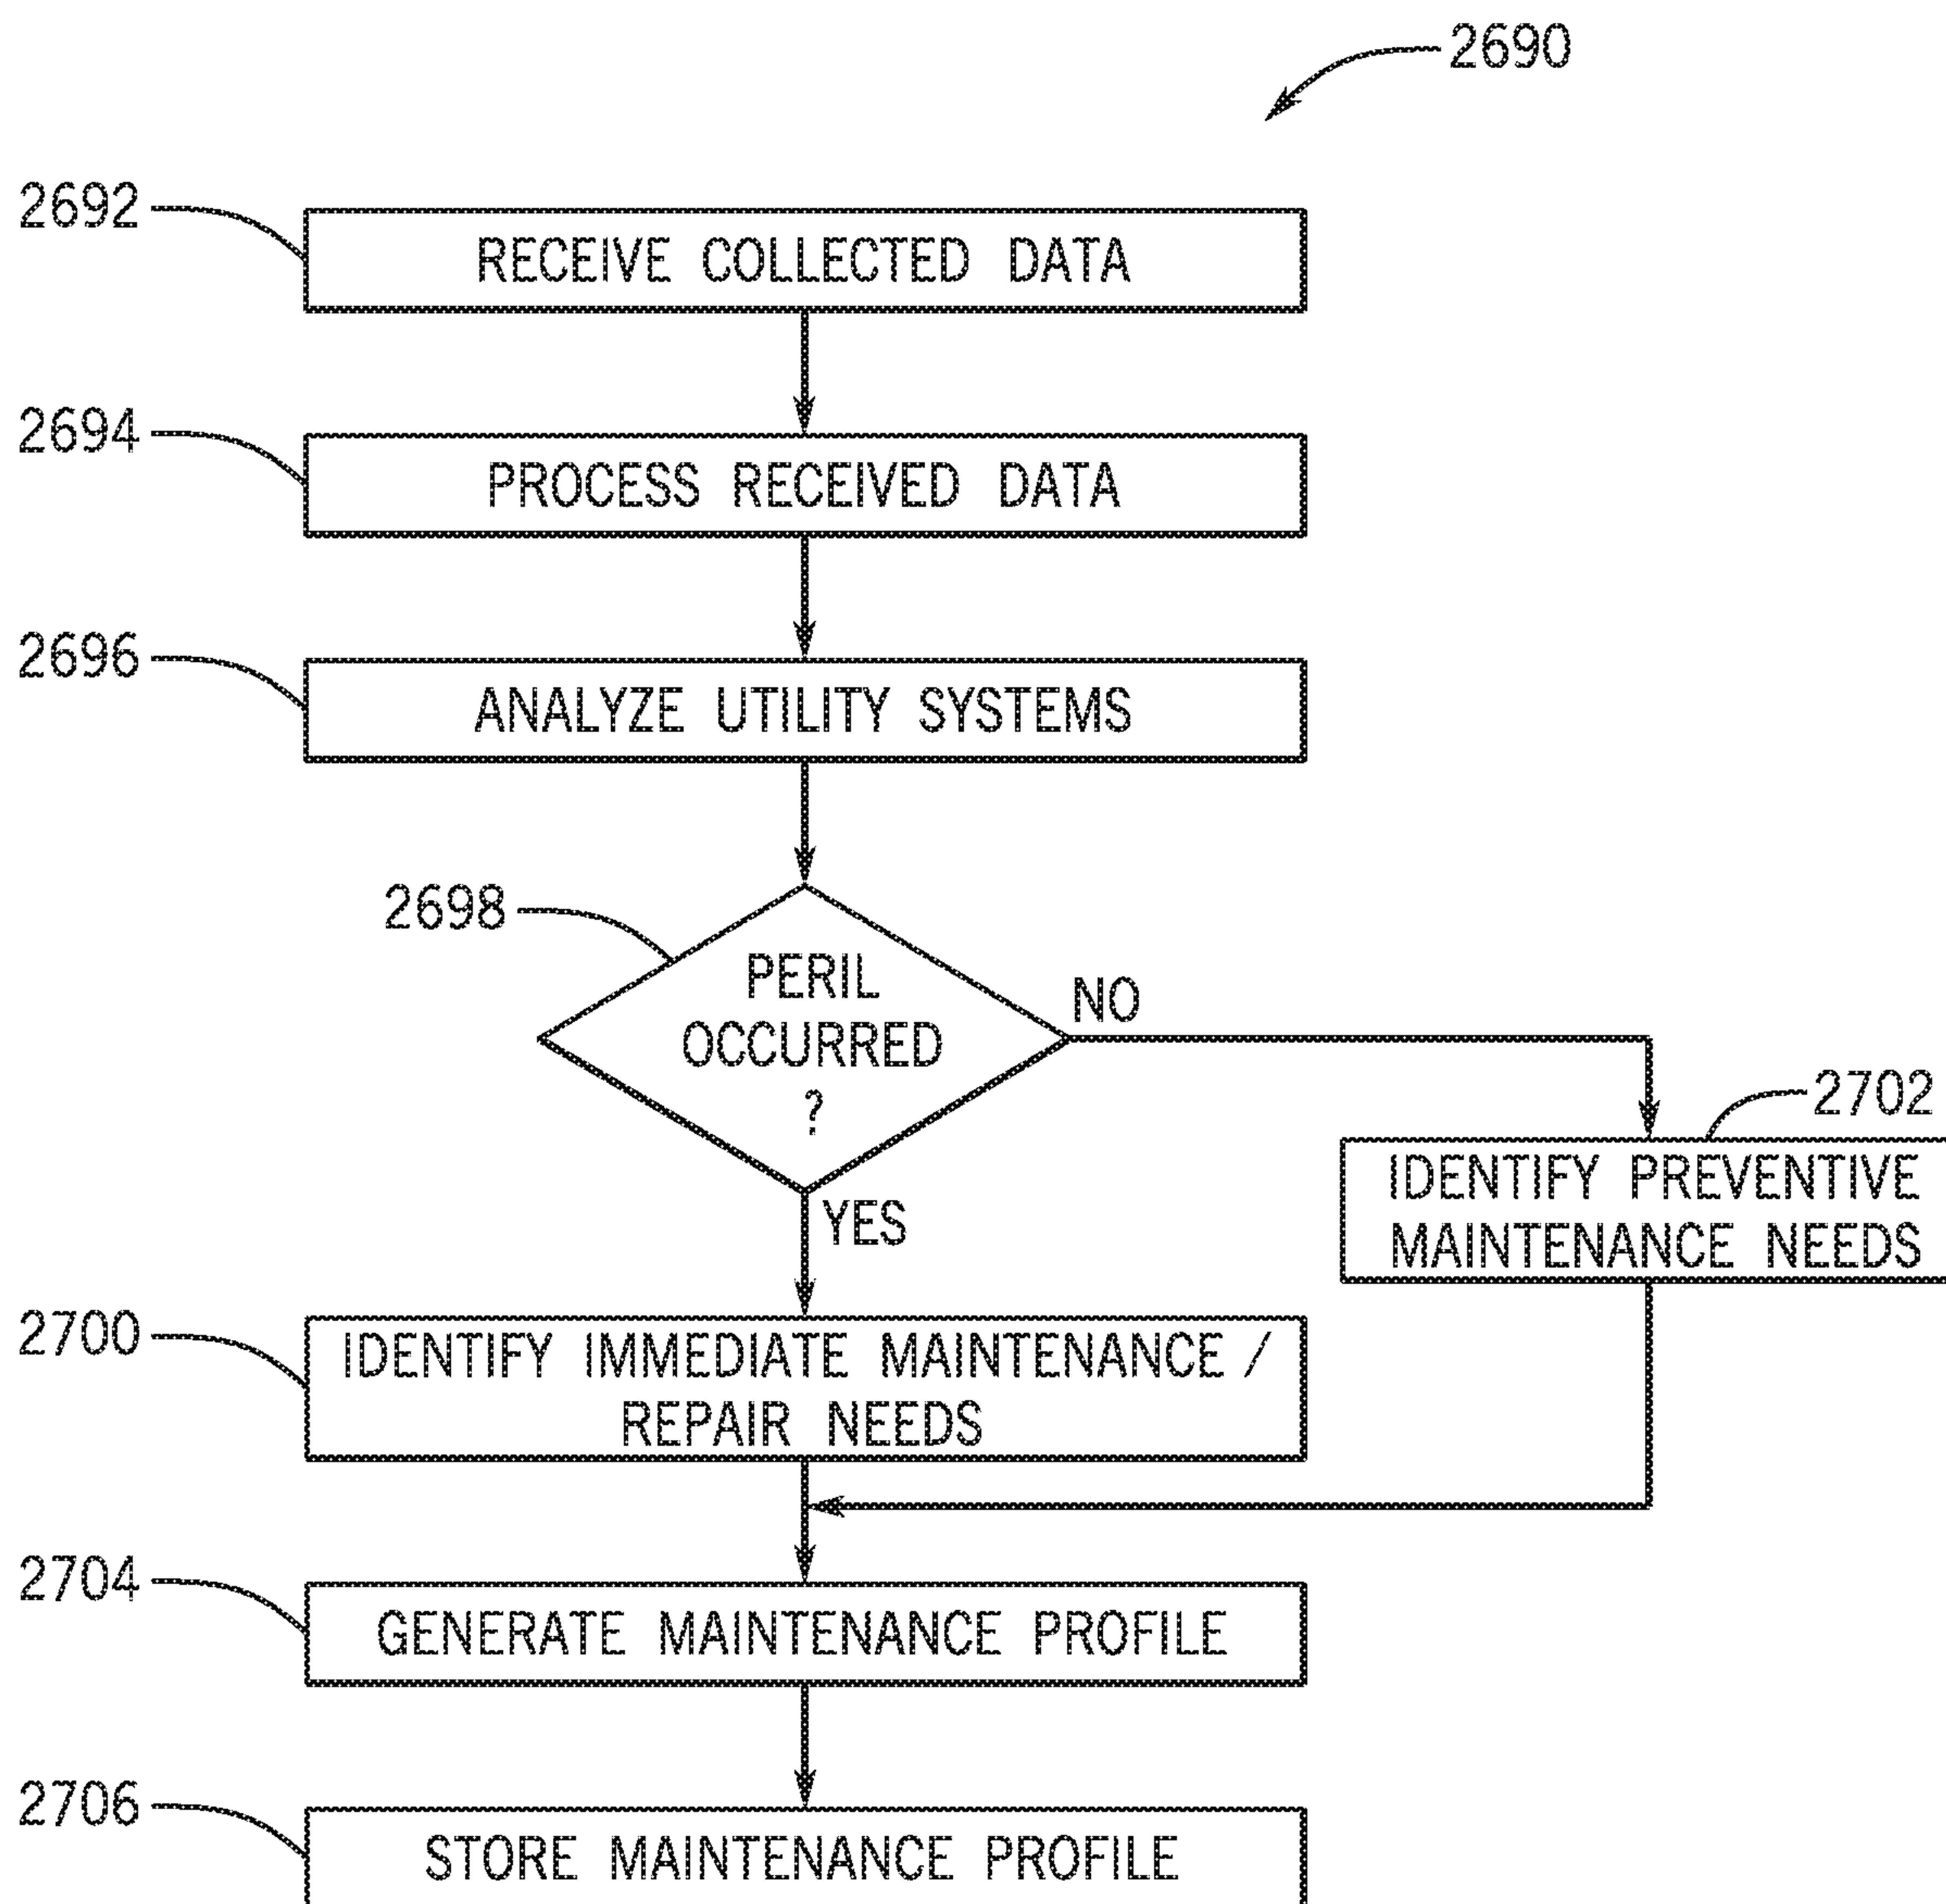 2690
2692
RECEIVE COLLECTED DATA
2694
PROCESS RECEIVED DATA
2696
ANALYZE UTILITY SYSTEMS
2698
PERIL
OCCURRED
?
NO
YES
2702
IDENTIFY PREVENTIVE
MAINTENANCE NEEDS
2700
IDENTIFY IMMEDIATE MAINTENANCE /
REPAIR NEEDS
2704
GENERATE MAINTENANCE PROFILE
2706
STORE MAINTENANCE PROFILE